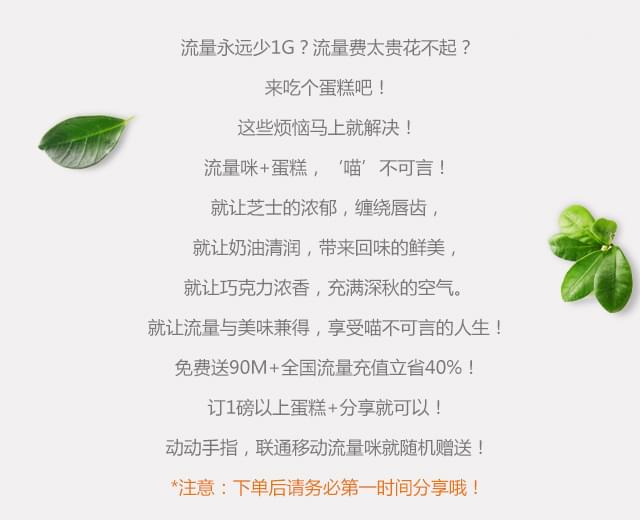 流量永远少1G？流量费太贵花不起？
来吃个蛋糕吧！
这些烦恼马上就解决！
流量咪+蛋糕，‘喵’不可言！
就让芝士的浓郁，缠绕唇齿，
就让奶油清润，带来回味的鲜美，
就让巧克力浓香，充满深秋的空气。
就让流量与美味兼得，享受喵不可言的人生！
免费送90M+全国流量充值立省40%！
订1磅以上蛋糕+分享就可以！
动动手指，联通移动流量咪就随机赠送！
*注意：下单后请务必第一时间分享哦！